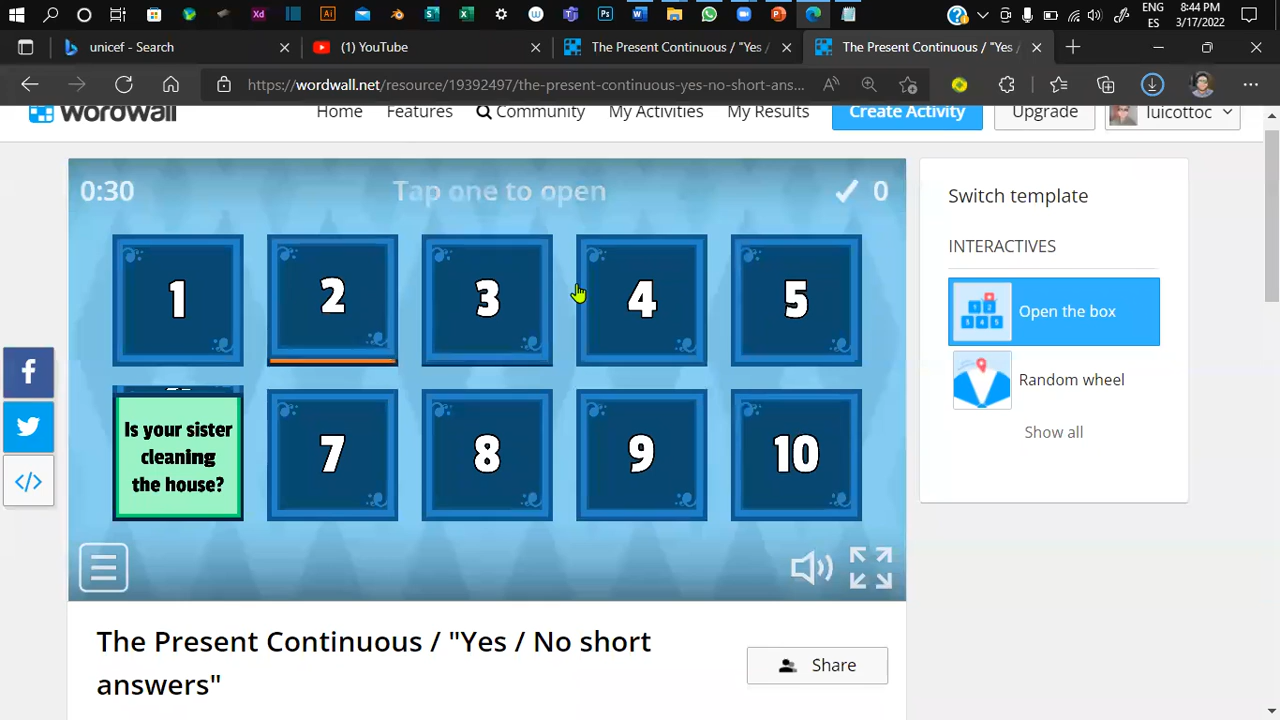 ENG
8:44 PM
ES
3/17/2022
unicef - Search
(1) YouTube
The Present Continuous / "Yes /
The Present Continuous / "Yes /
https://wordwall.net/resource/19392497/the-present-continuous-yes-no-short-ans...
Wordwall
Home
Features
Community
My Activities
My Results
Create Activity
Upgrade
luicottoc
0:30
Tap one to open
0
1
2
3
4
5
Is your sister
cleaning
the house?
7
8
9
10
Switch template
INTERACTIVES
Open the box
Random wheel
Show all
The Present Continuous / "Yes / No short
answers"
Share